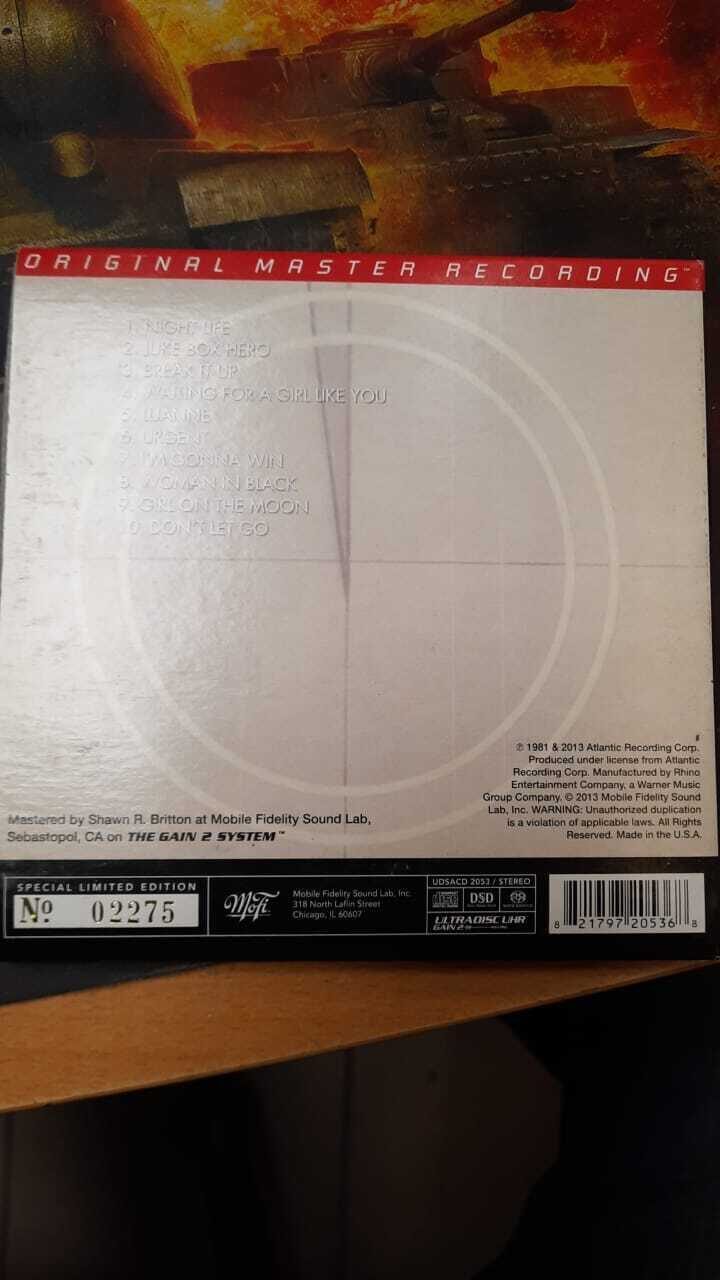 ORIGINAL MASTER RECORDING™
1. NIGHT LIFE
2. JUKE BOX HERO
3. BREAK IT UP
4. WAITING FOR A GIRL LIKE YOU
5. LUANNE
6. URGENT
7. I'M GONNA WIN
8. WOMAN IN BLACK
9. GIRL ON THE MOON
10. DON'T LET GO
℗ 1981 & 2013 Atlantic Recording Corp.
Produced under license from Atlantic
Recording Corp. Manufactured by Rhino
Entertainment Company, a Warner Music
Group Company. © 2013 Mobile Fidelity Sound
Lab, Inc. WARNING: Unauthorized duplication
is a violation of applicable laws. All Rights
Reserved. Made in the U.S.A.
Mastered by Shawn R. Britton at Mobile Fidelity Sound Lab,
Sebastopol, CA on THE GAIN 2 SYSTEM™
SPECIAL LIMITED EDITION
Nº 02275
MoFi
Mobile Fidelity Sound Lab, Inc.
318 North Laflin Street
Chicago, IL 60607
UDSACD 2053 / STEREO
DSD
ULTRADISC UHR
GAIN 2
8 21797 20536 8